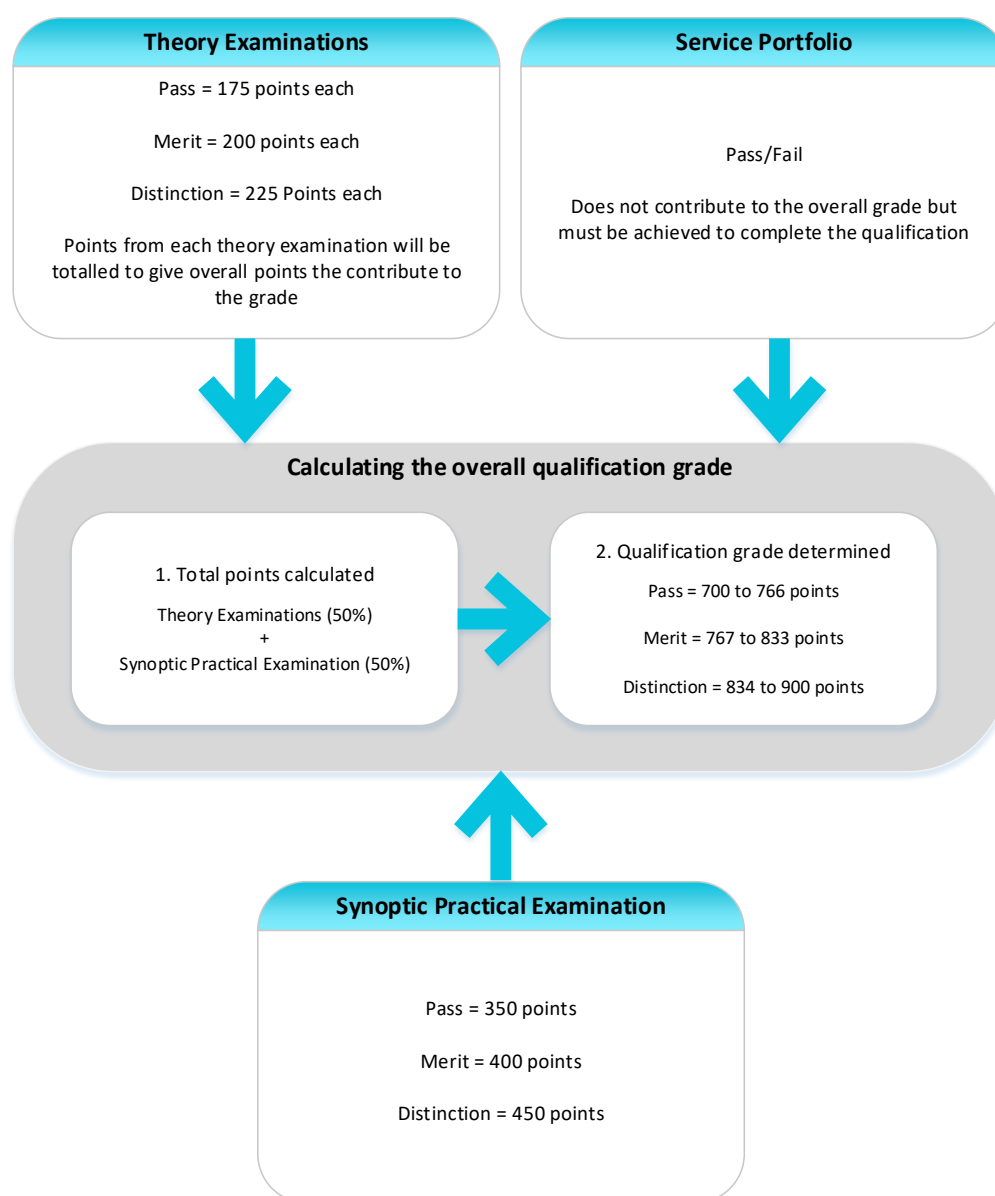 Theory Examinations
Pass = 175 points each
Merit = 200 points each
Distinction = 225 Points each
Points from each theory examination will be
totalled to give overall points the contribute to
the grade
Service Portfolio
Pass/Fail
Does not contribute to the overall grade but
must be achieved to complete the qualification
Calculating the overall qualification grade
1. Total points calculated
Theory Examinations (50%)
+
Synoptic Practical Examination (50%)
2. Qualification grade determined
Pass = 700 to 766 points
Merit = 767 to 833 points
Distinction = 834 to 900 points
Synoptic Practical Examination
Pass = 350 points
Merit = 400 points
Distinction = 450 points